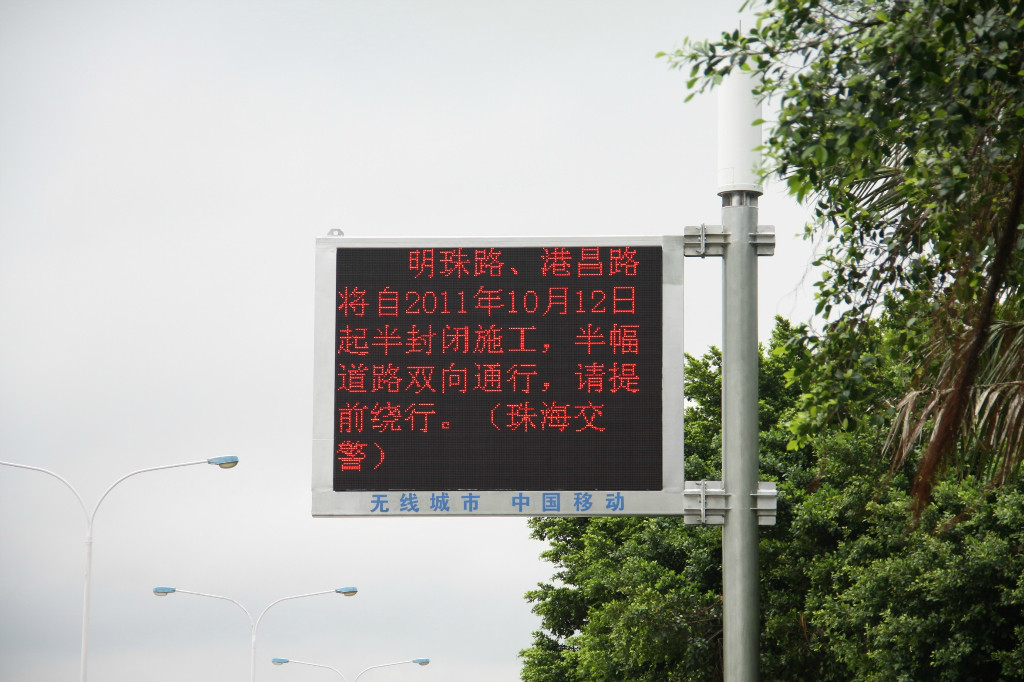 明珠路、港昌路
将自2011年10月12日
起半封闭施工，半幅
道路双向通行，请提
前绕行。（珠海交
警）
无线城市 中国移动